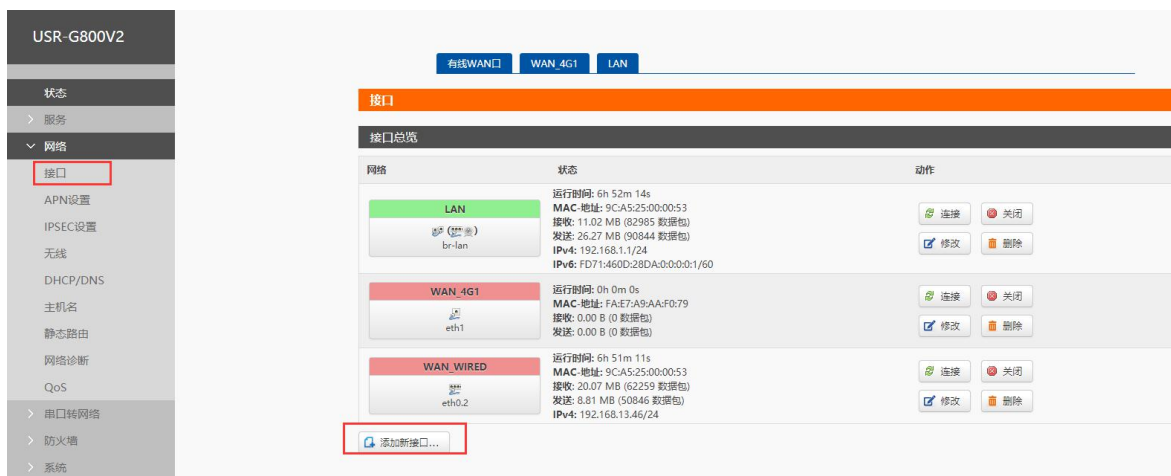 USR-G800V2
状态
服务
网络
接口
APN设置
IPSEC设置
无线
DHCP/DNS
主机名
静态路由
网络诊断
QoS
串口转网络
防火墙
系统
有线WAN口 WAN_4G1 LAN
接口
接口总览
网络 状态 动作
LAN
br-lan
运行时间: 6h 52m 14s
MAC-地址: 9C:A5:25:00:00:53
接收: 11.02 MB (82985 数据包)
发送: 26.27 MB (90844 数据包)
IPv4: 192.168.1.1/24
IPv6: FD71:460D:28DA:0:0:0:0:1/60
连接 关闭
修改 删除
WAN_4G1
eth1
运行时间: 0h 0m 0s
MAC-地址: FA:E7:A9:AA:F0:79
接收: 0.00 B (0 数据包)
发送: 0.00 B (0 数据包)
连接 关闭
修改 删除
WAN_WIRED
eth0.2
运行时间: 6h 51m 11s
MAC-地址: 9C:A5:25:00:00:53
接收: 20.07 MB (62259 数据包)
发送: 8.81 MB (50846 数据包)
IPv4: 192.168.13.46/24
连接 关闭
修改 删除
添加新接口...